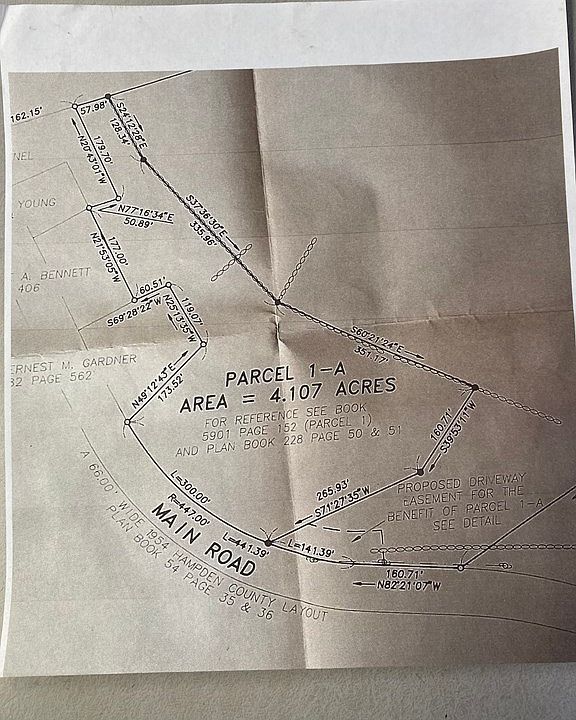 162.15'
57.98'
S24°12'28"E
128.34'
N20°43'01"W
179.70'
NEL
YOUNG
N77°16'34"E
50.89'
S37°36'30"E
335.96'
177.00'
N21°53'05"W
A. BENNETT
406
60.51'
S69°28'22"W
119.07'
N25°13'35"W
S60°21'24"E
351.17'
ERNEST M. GARDNER
32 PAGE 562
N49°12'43"E
173.52'
PARCEL 1-A
AREA = 4.107 ACRES
FOR REFERENCE SEE BOOK
5901 PAGE 152 (PARCEL 1)
AND PLAN BOOK 228 PAGE 50 & 51
160.71'
S39°53'11"W
265.93'
S71°27'35"W
PROPOSED DRIVEWAY
EASEMENT FOR THE
BENEFIT OF PARCEL 1-A
SEE DETAIL
L=300.00'
R=447.00'
L=441.39'
L=141.39'
MAIN ROAD
A 66.00' WIDE 1954 HAMPDEN COUNTY LAYOUT
PLAN BOOK 54 PAGE 35 & 36
160.71'
N82°21'07"W